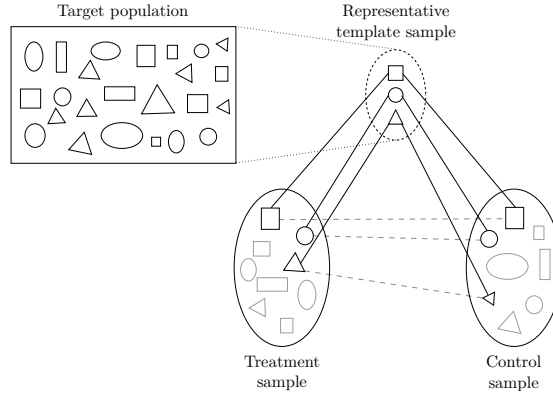 Target population
Representative
template sample
Treatment
sample
Control
sample